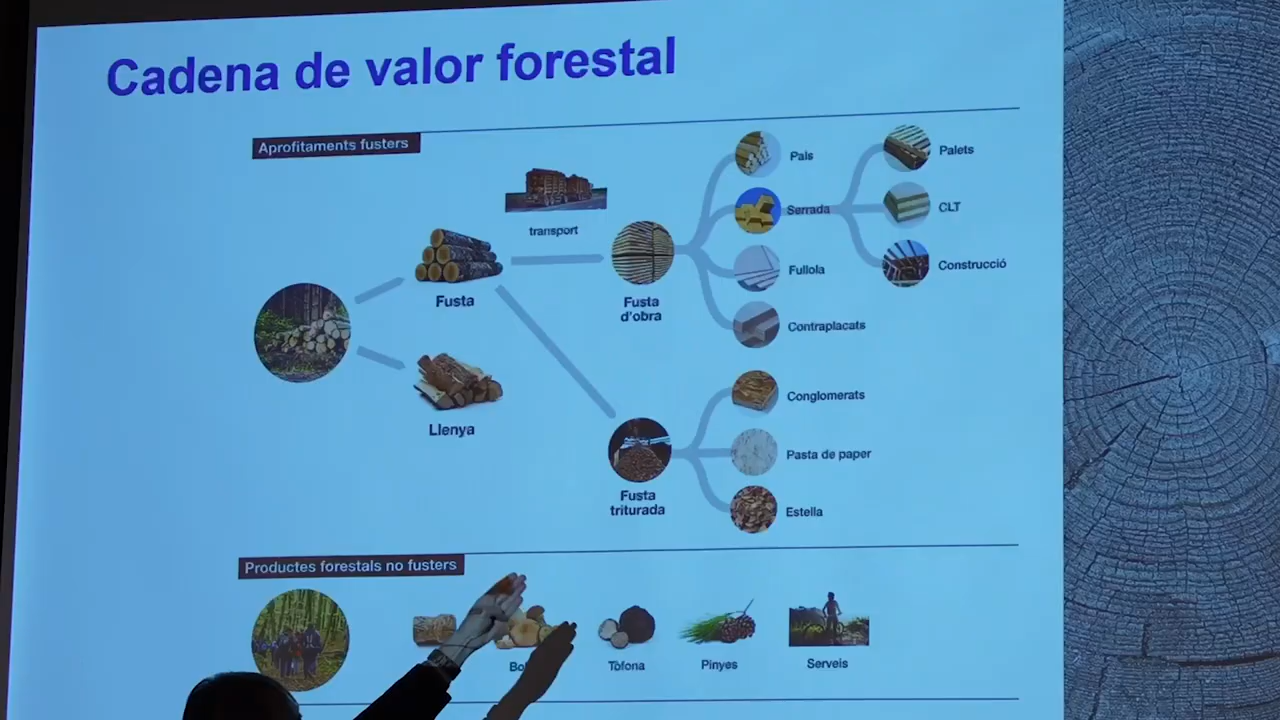 Cadena de valor forestal
Aprofitaments fusters
transport
Fusta
Llenya
Fusta
d'obra
Fusta
triturada
Pals
Serrada
Fullola
Contraplacats
Conglomerats
Pasta de paper
Estella
Palets
CLT
Construcció
Productes forestals no fusters
Tòfona
Pinyes
Serveis